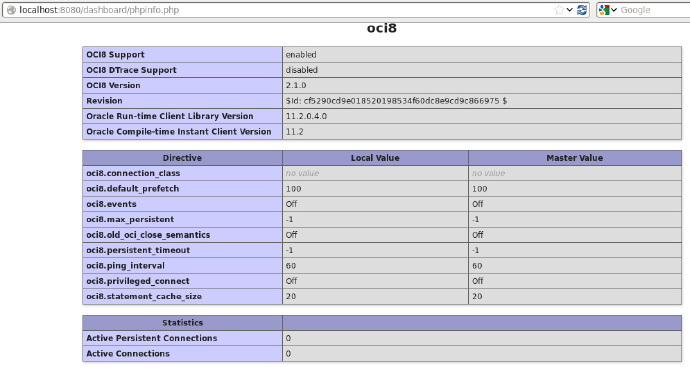 localhost:8080/dashboard/phpinfo.php Google
oci8
OCI8 Support enabled
OCI8 DTrace Support disabled
OCI8 Version 2.1.0
Revision $Id: cf5290cd9e018520198534f60dc8e9cd9c866975 $
Oracle Run-time Client Library Version 11.2.0.4.0
Oracle Compile-time Instant Client Version 11.2
Directive Local Value Master Value
oci8.connection_class no value no value
oci8.default_prefetch 100 100
oci8.events Off Off
oci8.max_persistent -1 -1
oci8.old_oci_close_semantics Off Off
oci8.persistent_timeout -1 -1
oci8.ping_interval 60 60
oci8.privileged_connect Off Off
oci8.statement_cache_size 20 20
Statistics
Active Persistent Connections 0
Active Connections 0